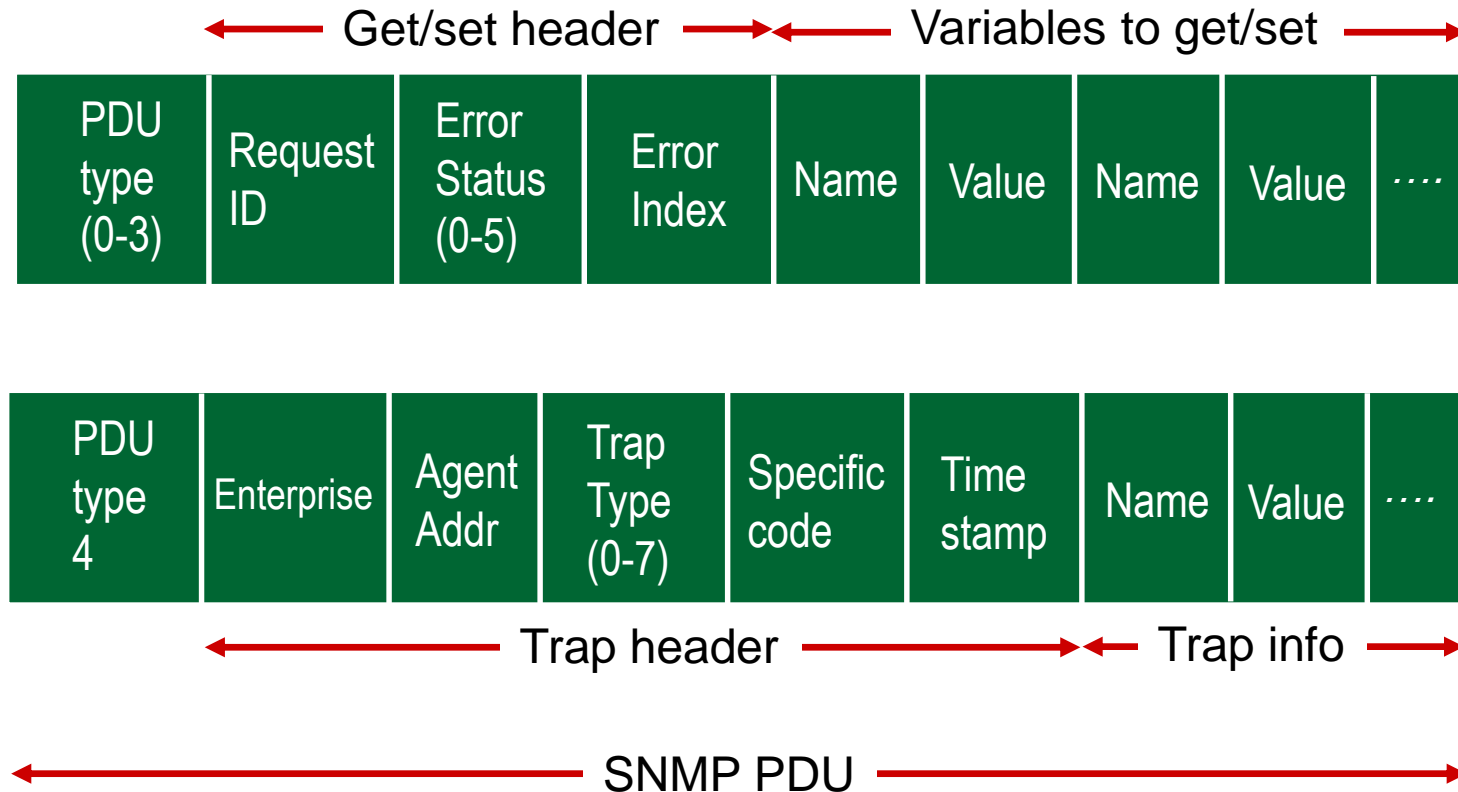 Get/set header
Variables to get/set
PDU
type
(0-3)
Request
ID
Error
Status
(0-5)
Error
Index
Name
Value
Name
Value
....
PDU
type
4
Enterprise
Agent
Addr
Trap
Type
(0-7)
Specific
code
Time
stamp
Name
Value
....
Trap header
Trap info
SNMP PDU